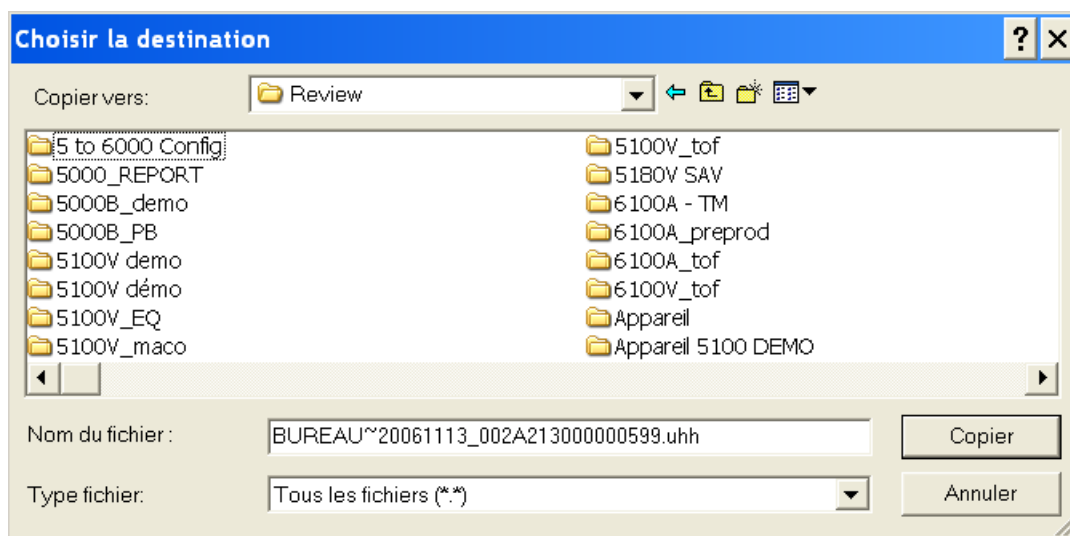 Choisir la destination
Copier vers:
Review
5 to 6000 Config
5000_REPORT
5000B_demo
5000B_PB
5100V demo
5100V démo
5100V_EQ
5100V_maco
5100V_tof
5180V SAV
6100A - TM
6100A_preprod
6100A_tof
6100V_tof
Appareil
Appareil 5100 DEMO
Nom du fichier :
BUREAU~20061113_002A213000000599.uhh
Copier
Type fichier:
Tous les fichiers (*.*)
Annuler